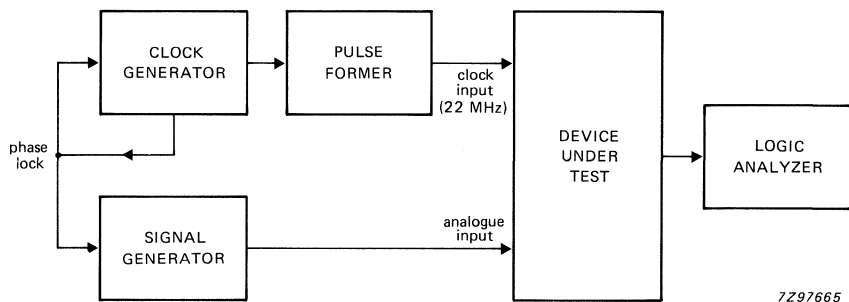 CLOCK
GENERATOR
PULSE
FORMER
clock
input
(22 MHz)
DEVICE
UNDER
TEST
LOGIC
ANALYZER
phase
lock
SIGNAL
GENERATOR
analogue
input
7Z97665